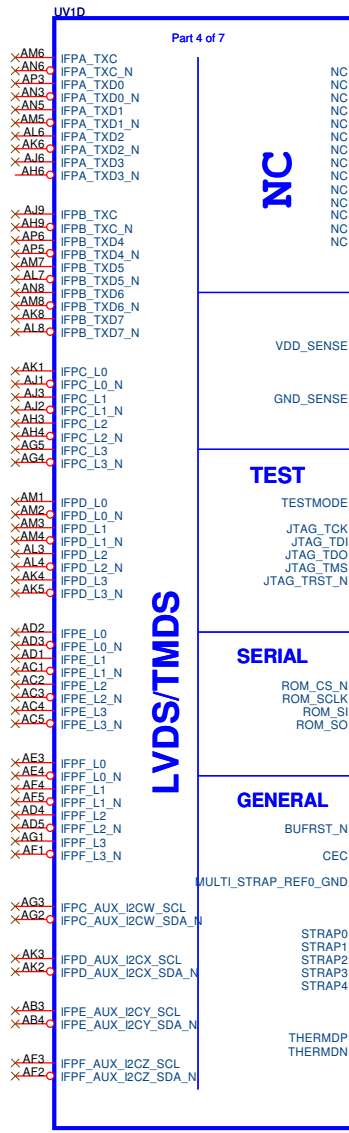 UV1D
Part 4 of 7
AM6 IFPA_TXC
AN6 IFPA_TXC_N
AP3 IFPA_TXD0
AN3 IFPA_TXD0_N
AN5 IFPA_TXD1
AM5 IFPA_TXD1_N
AL6 IFPA_TXD2
AK6 IFPA_TXD2_N
AJ6 IFPA_TXD3
AH6 IFPA_TXD3_N
AJ9 IFPB_TXC
AH9 IFPB_TXC_N
AP6 IFPB_TXD4
AP5 IFPB_TXD4_N
AM7 IFPB_TXD5
AL7 IFPB_TXD5_N
AN8 IFPB_TXD6
AM8 IFPB_TXD6_N
AK8 IFPB_TXD7
AL8 IFPB_TXD7_N
AK1 IFPC_L0
AJ1 IFPC_L0_N
AJ3 IFPC_L1
AJ2 IFPC_L1_N
AH3 IFPC_L2
AH4 IFPC_L2_N
AG5 IFPC_L3
AG4 IFPC_L3_N
AM1 IFPD_L0
AM2 IFPD_L0_N
AM3 IFPD_L1
AM4 IFPD_L1_N
AL3 IFPD_L2
AL4 IFPD_L2_N
AK4 IFPD_L3
AK5 IFPD_L3_N
AD2 IFPE_L0
AD3 IFPE_L0_N
AD1 IFPE_L1
AC1 IFPE_L1_N
AC2 IFPE_L2
AC3 IFPE_L2_N
AC4 IFPE_L3
AC5 IFPE_L3_N
AE3 IFPF_L0
AE4 IFPF_L0_N
AF4 IFPF_L1
AF5 IFPF_L1_N
AD4 IFPF_L2
AD5 IFPF_L2_N
AG1 IFPF_L3
AF1 IFPF_L3_N
AG3 IFPC_AUX_I2CW_SCL
AG2 IFPC_AUX_I2CW_SDA_N
AK3 IFPD_AUX_I2CX_SCL
AK2 IFPD_AUX_I2CX_SDA_N
AB3 IFPE_AUX_I2CY_SCL
AB4 IFPE_AUX_I2CY_SDA_N
AF3 IFPF_AUX_I2CZ_SCL
AF2 IFPF_AUX_I2CZ_SDA_N
LVDS/TMDS
NC
NC
NC
NC
NC
NC
NC
NC
NC
NC
NC
NC
NC
NC
VDD_SENSE
GND_SENSE
TEST
TESTMODE
JTAG_TCK
JTAG_TDI
JTAG_TDO
JTAG_TMS
JTAG_TRST_N
SERIAL
ROM_CS_N
ROM_SCLK
ROM_SI
ROM_SO
GENERAL
BUFRST_N
CEC
MULTI_STRAP_REF0_GND
STRAP0
STRAP1
STRAP2
STRAP3
STRAP4
THERMDP
THERMDN